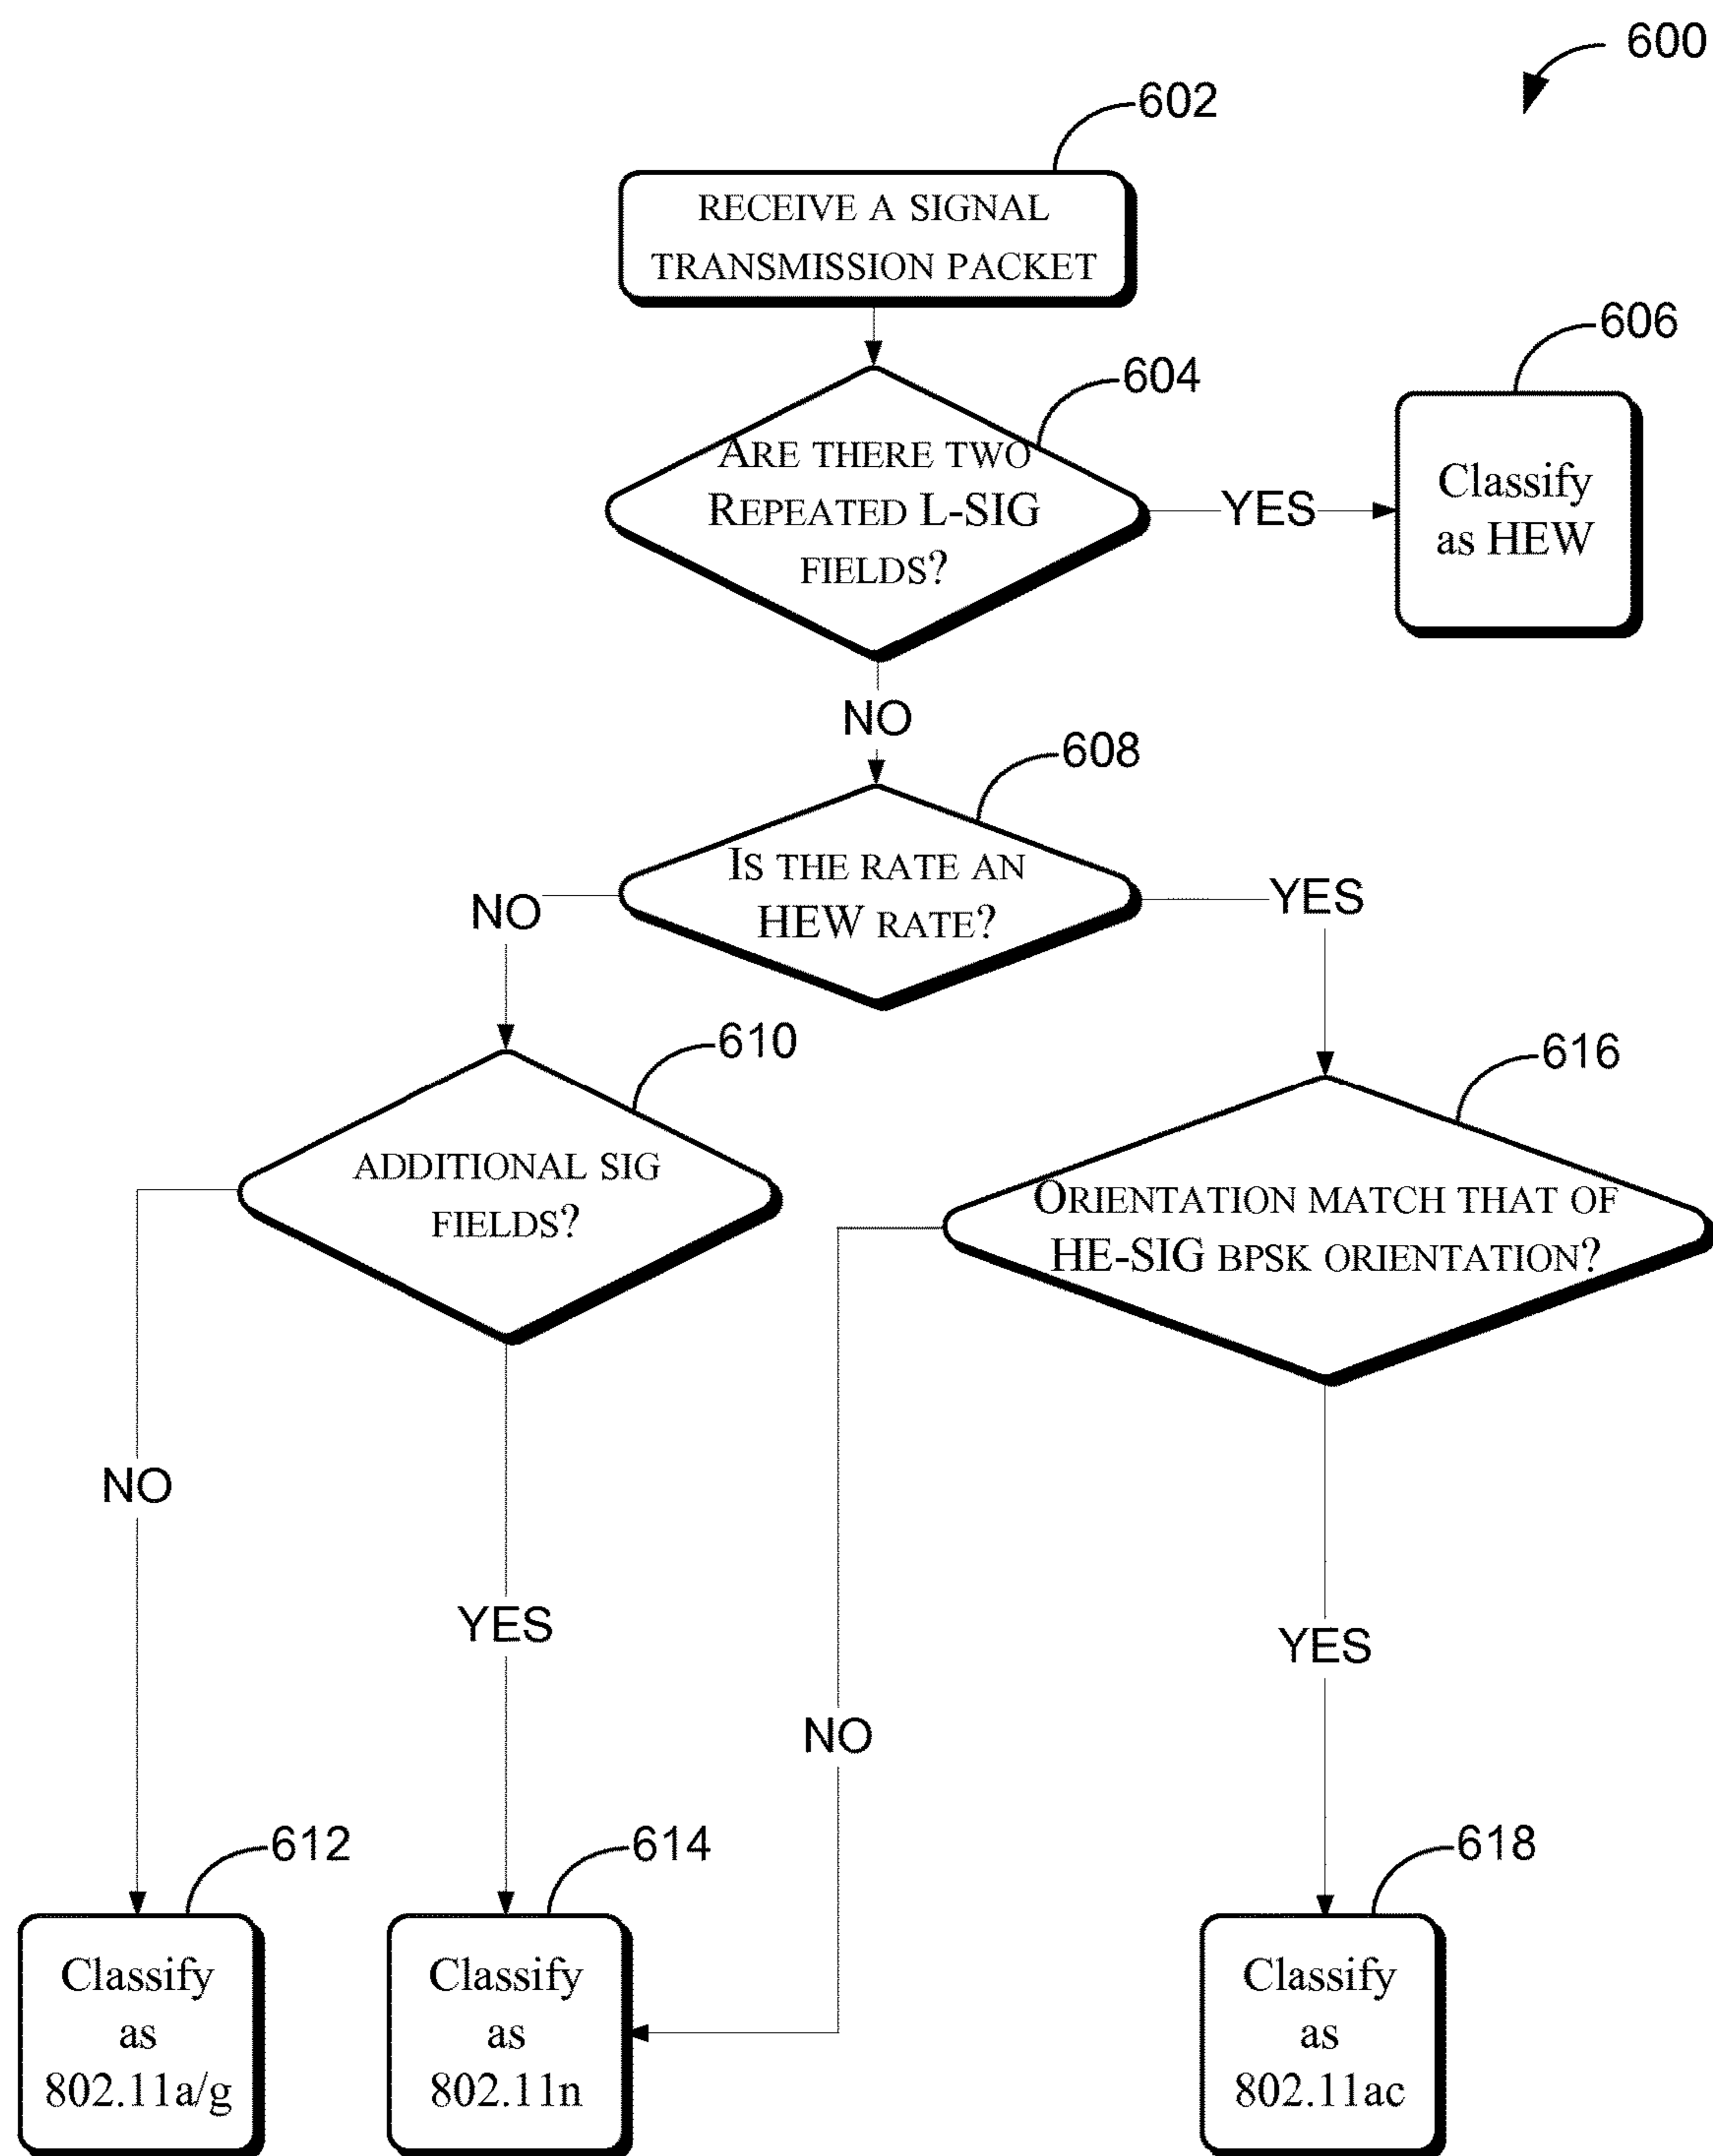 600
602
RECEIVE A SIGNAL
TRANSMISSION PACKET
604
606
ARE THERE TWO
REPEATED L-SIG
FIELDS?
YES
Classify
as HEW
NO
608
IS THE RATE AN
HEW RATE?
NO
YES
610
616
ADDITIONAL SIG
FIELDS?
ORIENTATION MATCH THAT OF
HE-SIG BPSK ORIENTATION?
NO
YES
YES
NO
612
614
618
Classify
as
802.11a/g
Classify
as
802.11n
Classify
as
802.11ac